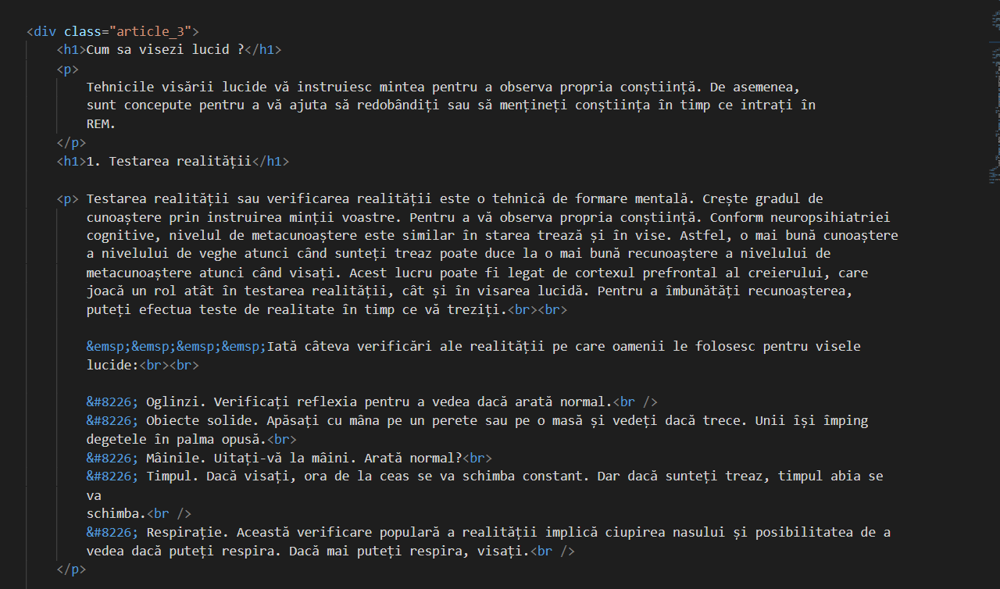 <div class="article_3">
<h1>Cum sa visezi lucid ?</h1>
<p>
Tehnicile visării lucide vă instruiesc mintea pentru a observa propria conștiință. De asemenea,
sunt concepute pentru a vă ajuta să redobândiți sau să mențineți conștiința în timp ce intrați în
REM.
</p>
<h1>1. Testarea realității</h1>
<p> Testarea realității sau verificarea realității este o tehnică de formare mentală. Crește gradul de
cunoaștere prin instruirea minții voastre. Pentru a vă observa propria conștiință. Conform neuropsihiatriei
cognitive, nivelul de metacunoaștere este similar în starea trează și în vise. Astfel, o mai bună cunoaștere
a nivelului de veghe atunci când sunteți treaz poate duce la o mai bună recunoaștere a nivelului de
metacunoaștere atunci când visați. Acest lucru poate fi legat de cortexul prefrontal al creierului, care
joacă un rol atât în testarea realității, cât și în visarea lucidă. Pentru a îmbunătăți recunoașterea,
puteți efectua teste de realitate în timp ce vă treziți.<br><br>
&emsp;&emsp;&emsp;&emsp;Iată câteva verificări ale realității pe care oamenii le folosesc pentru visele
lucide:<br><br>
&#8226; Oglinzi. Verificați reflexia pentru a vedea dacă arată normal.<br />
&#8226; Obiecte solide. Apăsați cu mâna pe un perete sau pe o masă și vedeți dacă trece. Unii își împing
degetele în palma opusă.<br>
&#8226; Mâinile. Uitați-vă la mâini. Arată normal?<br>
&#8226; Timpul. Dacă visați, ora de la ceas se va schimba constant. Dar dacă sunteți treaz, timpul abia se
va
schimba.<br />
&#8226; Respirație. Această verificare populară a realității implică ciupirea nasului și posibilitatea de a
vedea dacă puteți respira. Dacă mai puteți respira, visați.<br />
</p>